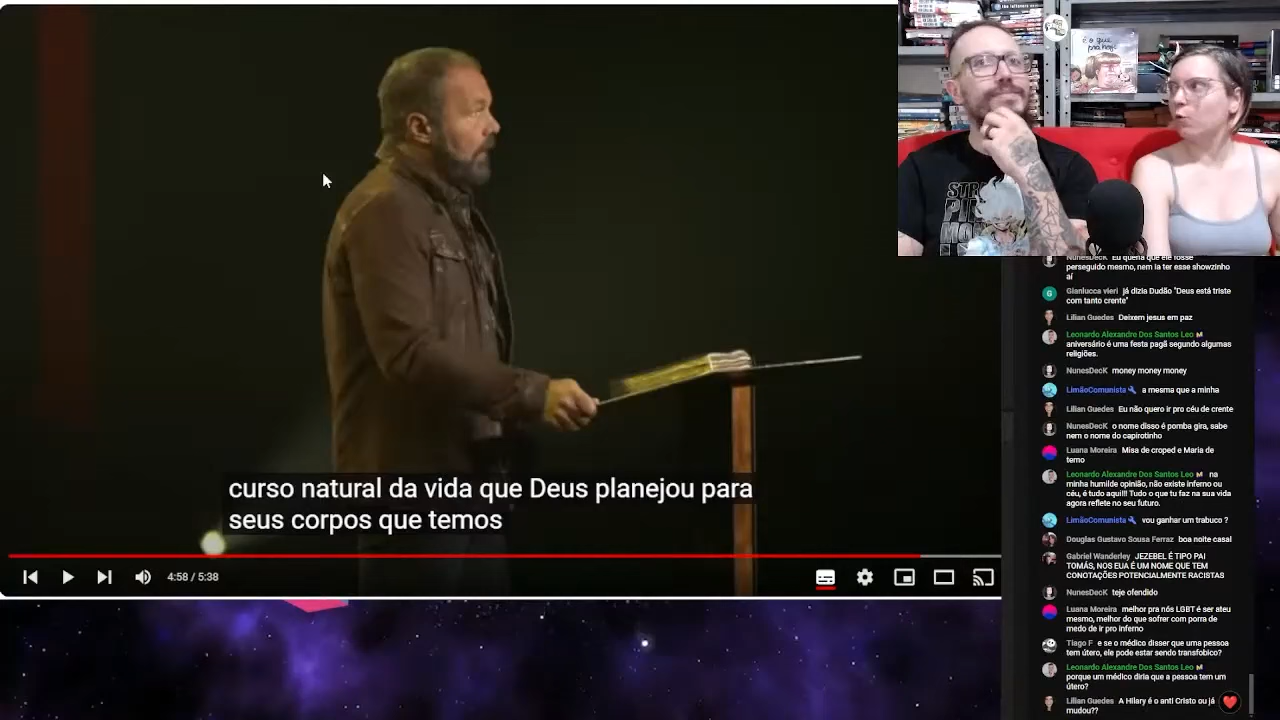 curso natural da vida que Deus planejou para
seus corpos que temos
4:58 / 5:38
é o que
pra hoje
NunesDecK Eu queria que ele fosse
perseguido mesmo, nem ia ter esse showzinho
aí
G
Gianlucca vieri já dizia Dudão "Deus está triste
com tanto crente"
Lilian Guedes Deixem jesus em paz
Leonardo Alexandre Dos Santos Leo
aniversário é uma festa pagã segundo algumas
religiões.
NunesDecK money money money
LimãoComunista a mesma que a minha
Lilian Guedes Eu não quero ir pro céu de crente
NunesDecK o nome disso é pomba gira, sabe
nem o nome do capirotinho
Luana Moreira Misa de croped e Maria de
terno
Leonardo Alexandre Dos Santos Leo na
minha humilde opinião, não existe inferno ou
céu, é tudo aqui!!! Tudo o que tu faz na sua vida
agora reflete no seu futuro.
LimãoComunista vou ganhar um trabuco ?
Douglas Gustavo Sousa Ferraz boa noite casal
Gabriel Wanderley JEZEBEL É TIPO PAI
TOMÁS, NOS EUA É UM NOME QUE TEM
CONOTAÇÕES POTENCIALMENTE RACISTAS
NunesDecK teje ofendido
Luana Moreira melhor pra nós LGBT é ser ateu
mesmo, melhor do que sofrer com porra de
medo de ir pro inferno
Tiago F e se o médico disser que uma pessoa
tem útero, ele pode estar sendo transfobico?
Leonardo Alexandre Dos Santos Leo
porque um médico diria que a pessoa tem um
útero?
Lilian Guedes A Hilary é o anti Cristo ou já
mudou??